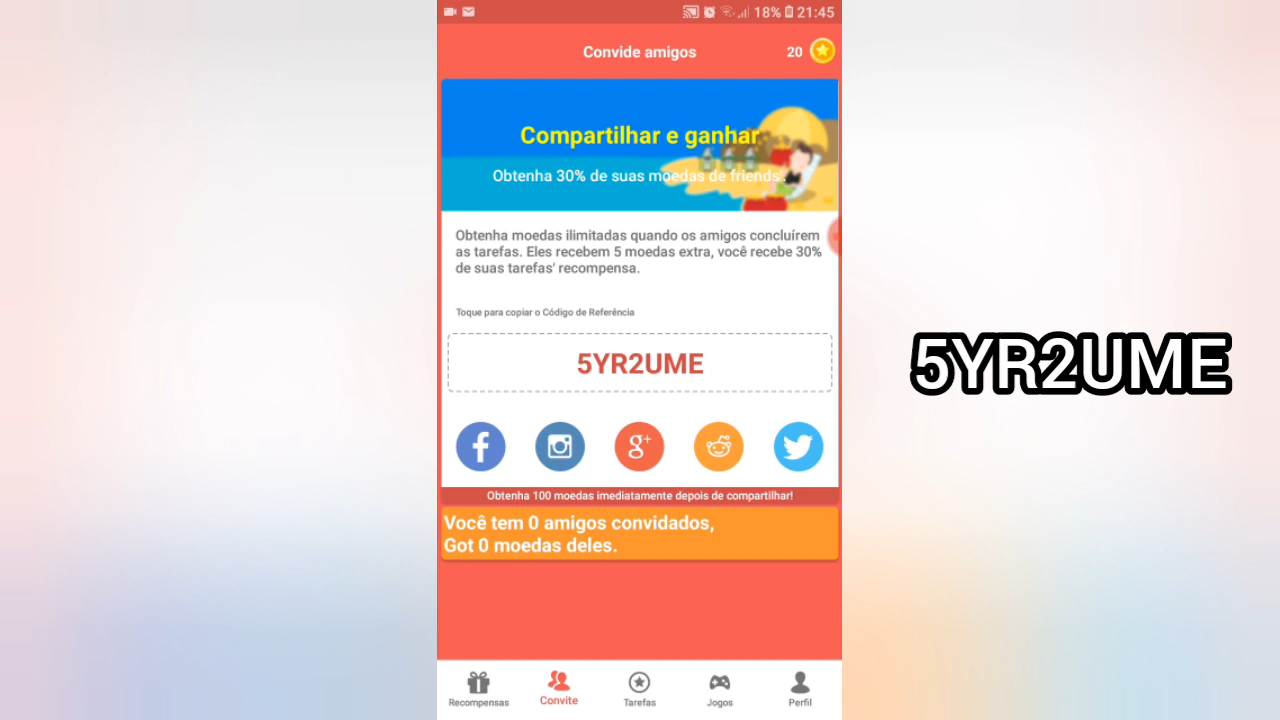 18% 21:45
Convide amigos 20
Compartilhar e ganhar
Obtenha 30% de suas moedas de friends'
Obtenha moedas ilimitadas quando os amigos concluírem
as tarefas. Eles recebem 5 moedas extra, você recebe 30%
de suas tarefas' recompensa.
Toque para copiar o Código de Referência
5YR2UME
5YR2UME
Obtenha 100 moedas imediatamente depois de compartilhar!
Você tem 0 amigos convidados,
Got 0 moedas deles.
Recompensas Convite Tarefas Jogos Perfil